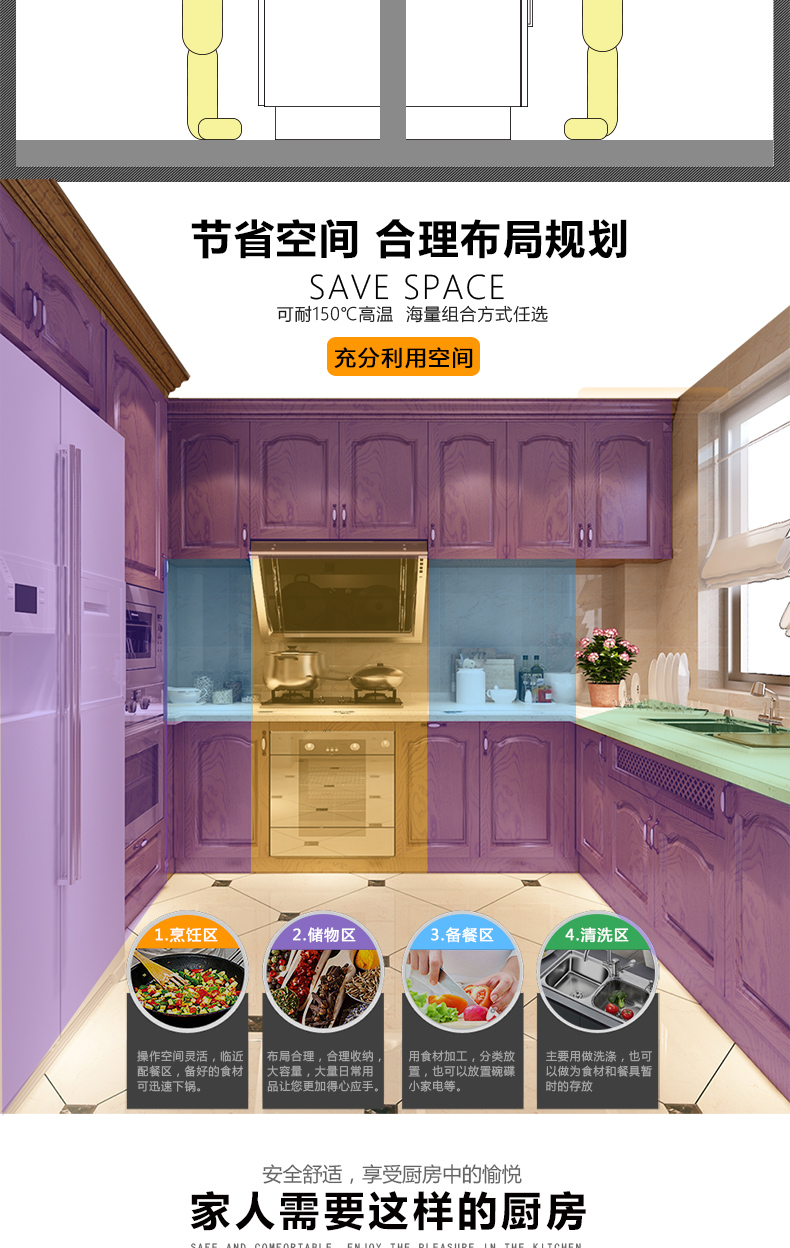 节省空间 合理布局规划
SAVE SPACE
可耐150℃高温 海量组合方式任选
充分利用空间
1.烹饪区
2.储物区
3.备餐区
4.清洗区
操作空间灵活，临近
配餐区，备好的食材
可迅速下锅。
布局合理，合理收纳，
大容量，大量日常用
品让您更加得心应手。
用食材加工，分类放
置，也可以放置碗碟
小家电等。
主要用做洗涤，也可
以做为食材和餐具暂
时的存放
安全舒适，享受厨房中的愉悦
家人需要这样的厨房
SAFE AND COMFORTABLE, ENJOY THE PLEASURE IN THE KITCHEN